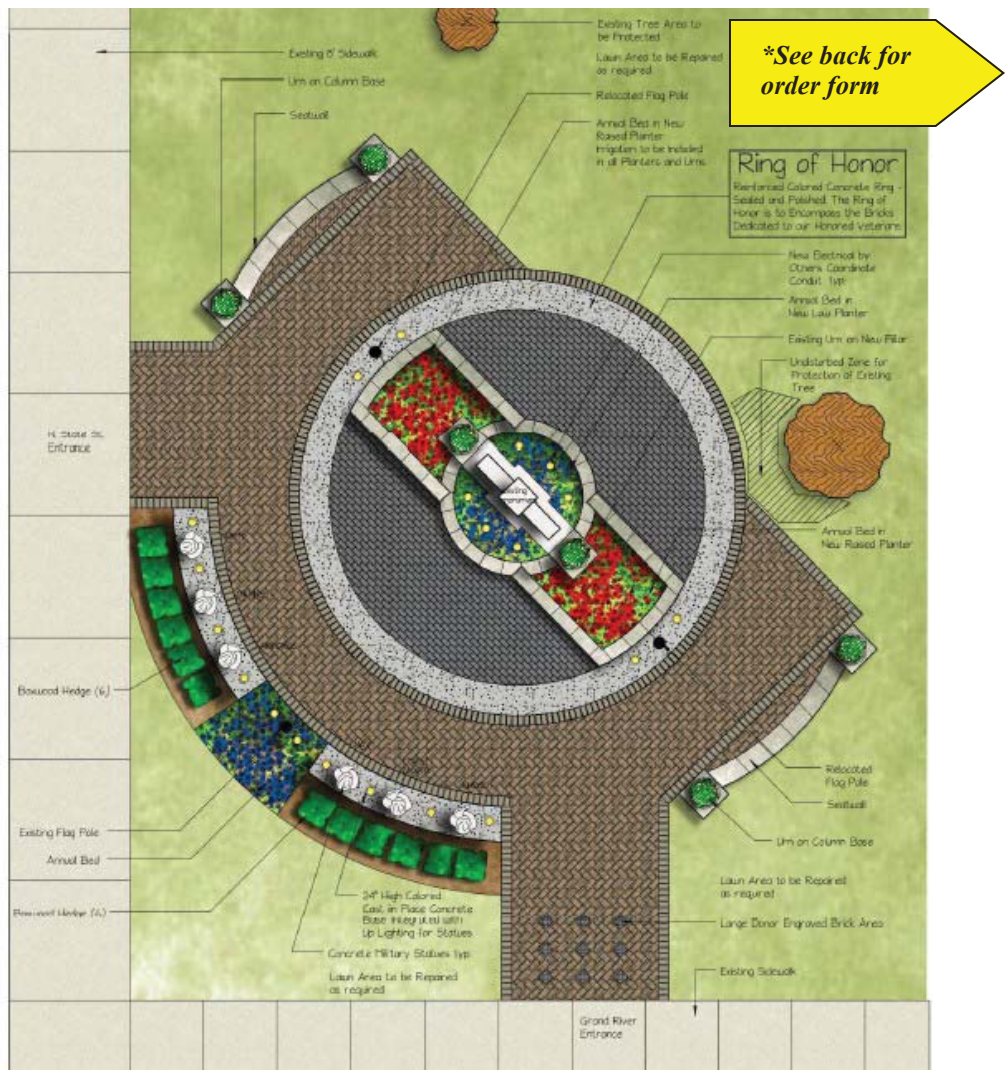 Existing Tree Area to
be Protected
Lawn Area to be Repaired
as required
Relocated Flag Pole
Annual Bed in New
Raised Planter
Irrigation to be Included
in all Planters and Urns
*See back for
order form
Existing 8' Sidewalk
Urn on Column Base
Seatwall
Ring of Honor
Reinforced Colored Concrete Ring -
Sealed and Polished. The Ring of
Honor is to Encompass the Bricks
Dedicated to our Honored Veterans
New Electrical by
Others Coordinate
Conduit Typ.
Annual Bed in
New Low Planter
Existing Urn on New Pillar
Undisturbed Zone for
Protection of Existing
Tree
N. State St.
Entrance
Existing
Monument
Annual Bed in
New Raised Planter
Boxwood Hedge (6)
Relocated
Flag Pole
Seatwall
Urn on Column Base
Existing Flag Pole
Annual Bed
Boxwood Hedge (6)
24" High Colored
Cast in Place Concrete
Base Integrated with
Up Lighting for Statues
Concrete Military Statues typ.
Lawn Area to be Repaired
as required
Lawn Area to be Repaired
as required
Large Donor Engraved Brick Area
Existing Sidewalk
Grand River
Entrance